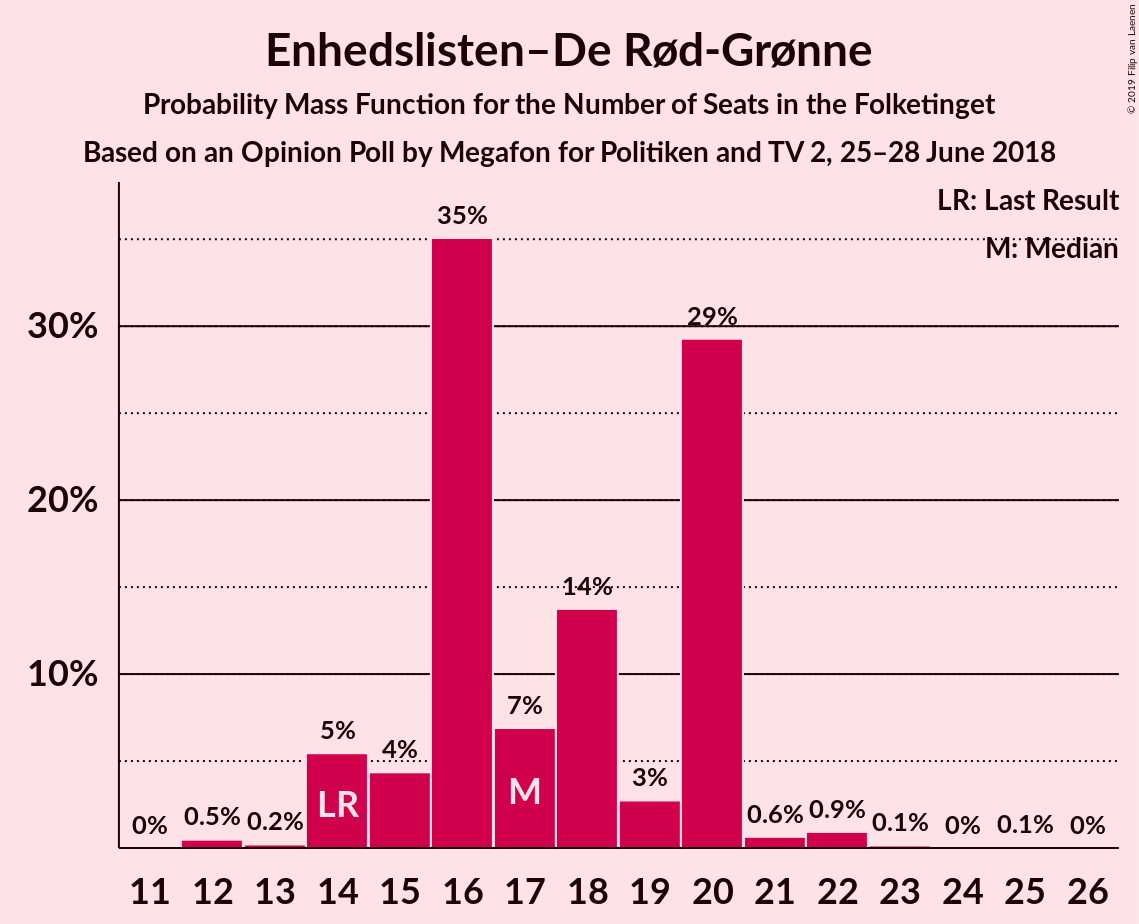 Enhedslisten–De Rød-Grønne
Probability Mass Function for the Number of Seats in the Folketinget
Based on an Opinion Poll by Megafon for Politiken and TV 2, 25–28 June 2018
© 2019 Filip van Laenen
LR: Last Result
M: Median
35%
30%
29%
20%
14%
10%
7%
5%
4%
3%
LR
M
0%
0.5%
0.2%
0.6%
0.9%
0.1%
0%
0.1%
0%
11 12 13 14 15 16 17 18 19 20 21 22 23 24 25 26